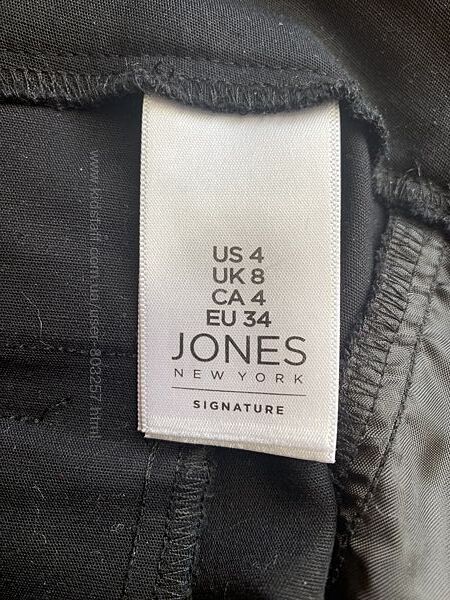 US 4
UK 8
CA 4
EU 34
JONES
NEW YORK
SIGNATURE